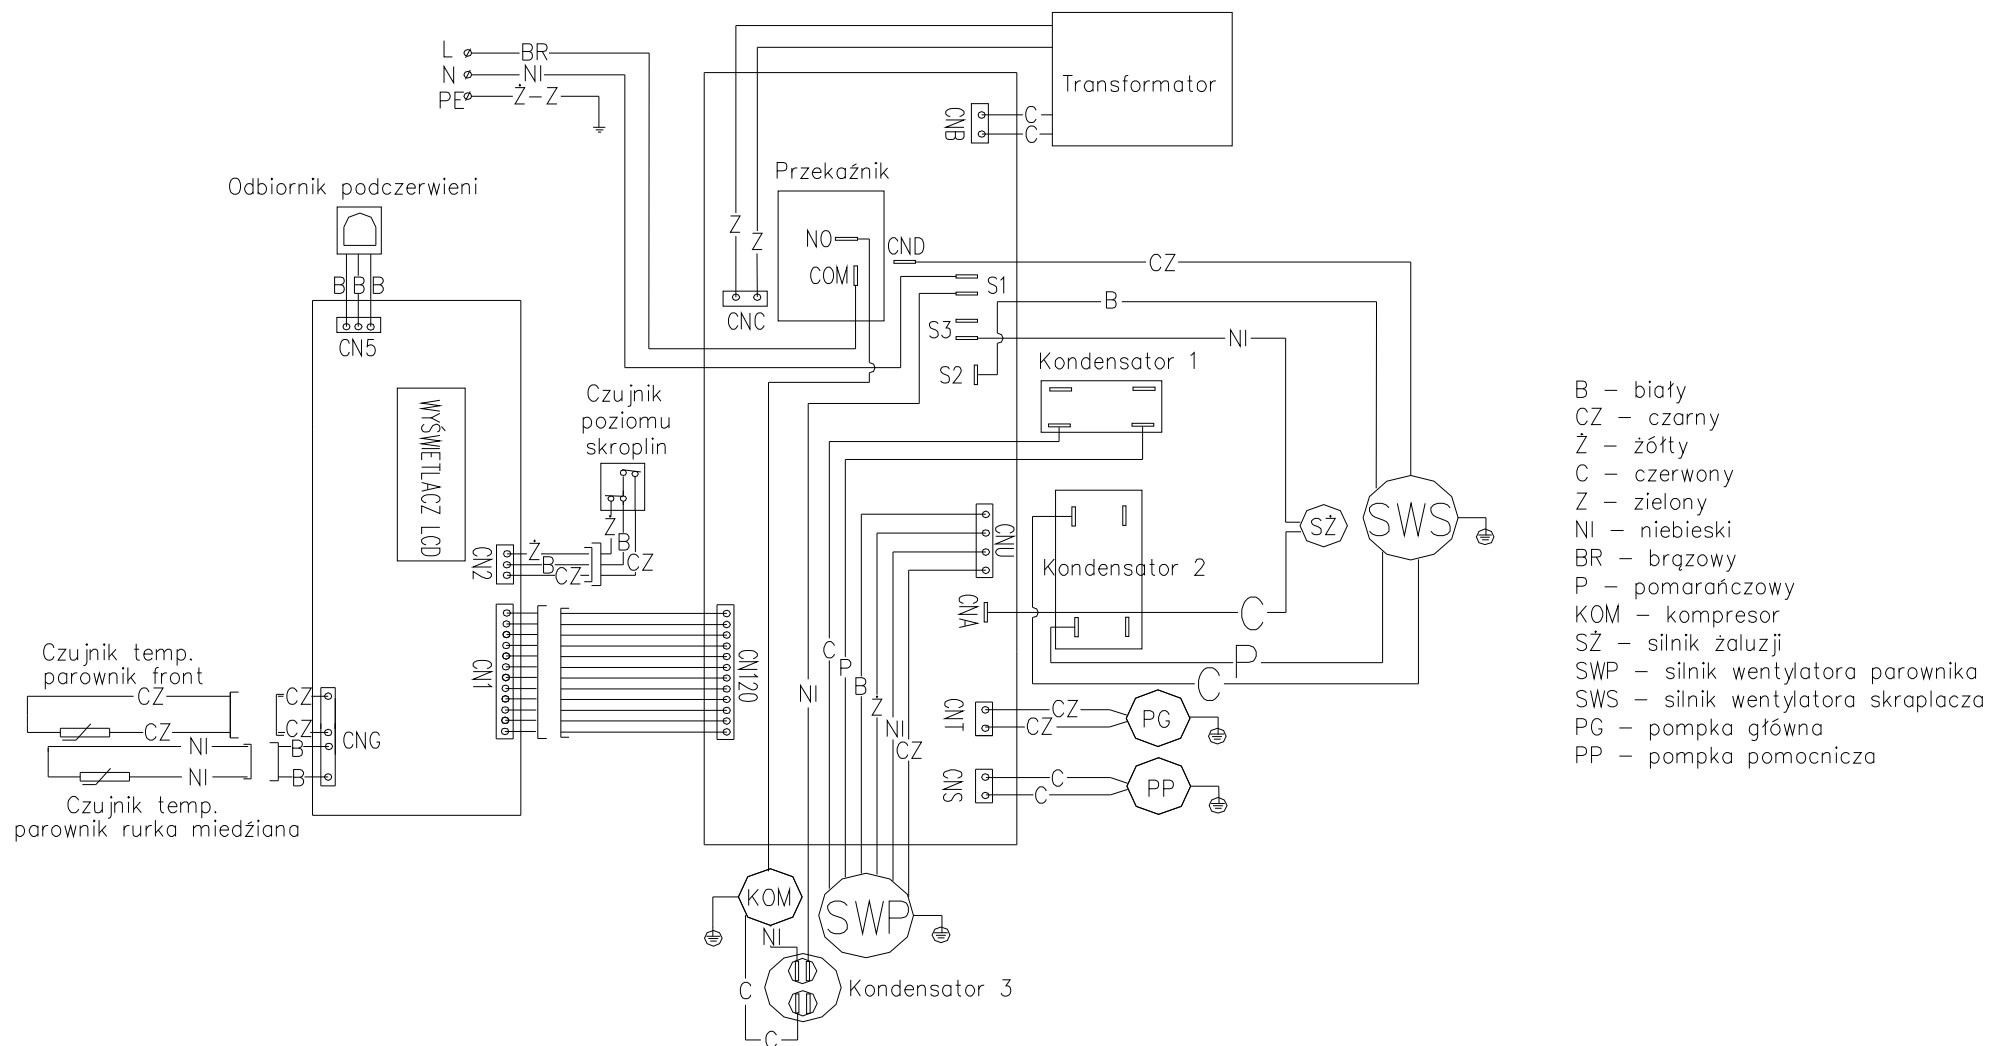 L
BR
N
NI
PE
Ż-Z
Transformator
CNB
C
C
Przekaźnik
Odbiornik podczerwieni
Z
Z
NO
CND
COM
CZ
B
B
B
S1
B
CNC
S3
NI
CN5
Kondensator 1
S2
Czujnik
poziomu
skroplin
WYŚWIETLACZ LCD
SWS
SŻ
Z
B
CNU
CN2
Ż
B
CZ
CZ
Kondensator 2
CNA
C
Czujnik temp.
parownik front
CN1
CN120
C
P
P
B
C
NI
CZ
CZ
CZ
CZ
CNG
Ż
NI
CZ
CNT
CZ
CZ
PG
NI
B
NI
B
CNS
C
C
PP
Czujnik temp.
parownik rurka miedźiana
KOM
SWP
NI
C
Kondensator 3
C
B – biały
CZ – czarny
Ż – żółty
C – czerwony
Z – zielony
NI – niebieski
BR – brązowy
P – pomarańczowy
KOM – kompresor
SŻ – silnik żaluzji
SWP – silnik wentylatora parownika
SWS – silnik wentylatora skraplacza
PG – pompka główna
PP – pompka pomocnicza